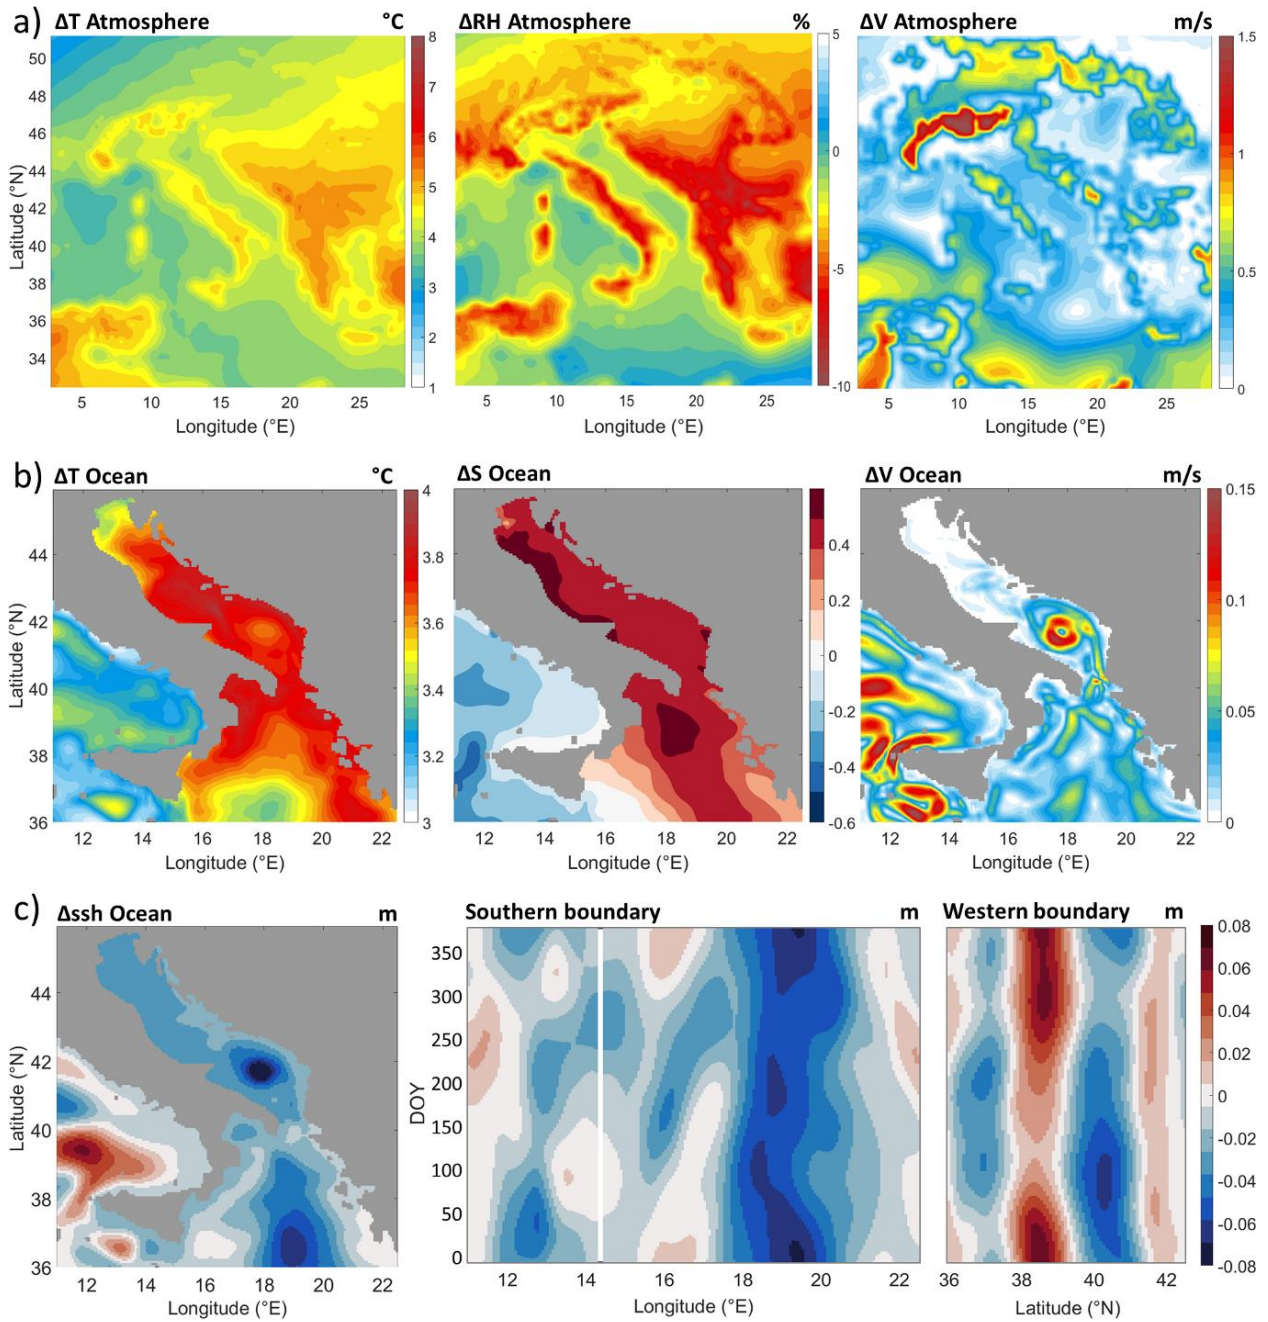 a) ΔT Atmosphere °C ΔRH Atmosphere % ΔV Atmosphere m/s
50 48 46 44 42 40 38 36 34
Latitude (°N)
8 7 6 5 4 3 2 1
5 0 -5 -10
1.5 1 0.5 0
5 10 15 20 25 5 10 15 20 25 5 10 15 20 25
Longitude (°E) Longitude (°E) Longitude (°E)
b) ΔT Ocean °C ΔS Ocean ΔV Ocean m/s
44 42 40 38 36
Latitude (°N)
4 3.8 3.6 3.4 3.2 3
0.4 0.2 0 -0.2 -0.4 -0.6
0.15 0.1 0.05 0
12 14 16 18 20 22 12 14 16 18 20 22 12 14 16 18 20 22
Longitude (°E) Longitude (°E) Longitude (°E)
c) Δssh Ocean m Southern boundary m Western boundary m
44 42 40 38 36
Latitude (°N)
350 300 250 200 150 100 50 0
DOY
0.08 0.06 0.04 0.02 0 -0.02 -0.04 -0.06 -0.08
12 14 16 18 20 22 12 14 16 18 20 22 36 38 40 42
Longitude (°E) Longitude (°E) Latitude (°N)